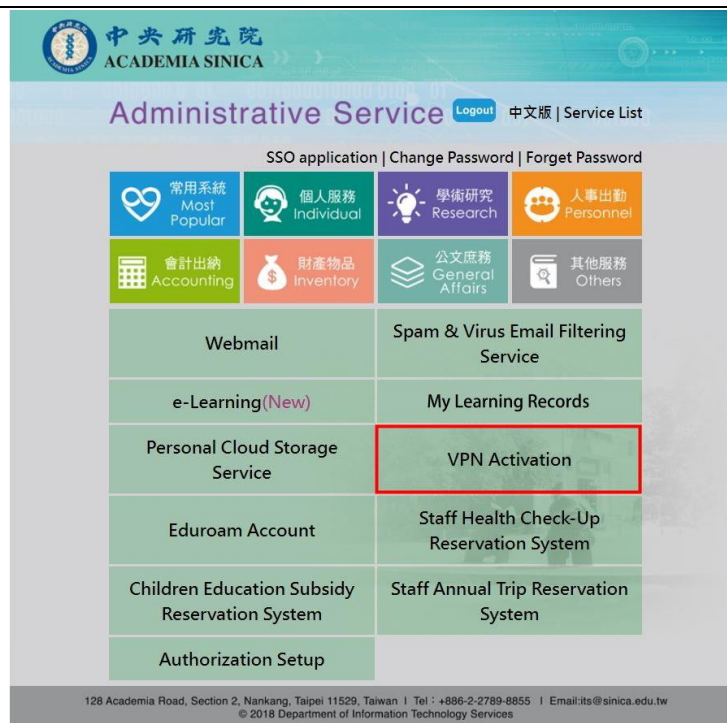 中央研究院
ACADEMIA SINICA
Administrative Service Logout 中文版 | Service List
SSO application | Change Password | Forget Password
常用系統
Most
Popular
個人服務
Individual
學術研究
Research
人事出勤
Personnel
會計出納
Accounting
財產物品
Inventory
公文庶務
General
Affairs
其他服務
Others
Webmail
Spam & Virus Email Filtering
Service
e-Learning(New)
My Learning Records
Personal Cloud Storage
Service
VPN Activation
Eduroam Account
Staff Health Check-Up
Reservation System
Children Education Subsidy
Reservation System
Staff Annual Trip Reservation
System
Authorization Setup
128 Academia Road, Section 2, Nankang, Taipei 11529, Taiwan | Tel：+886-2-2789-8855 | Email:its@sinica.edu.tw
© 2018 Department of Information Technology Services